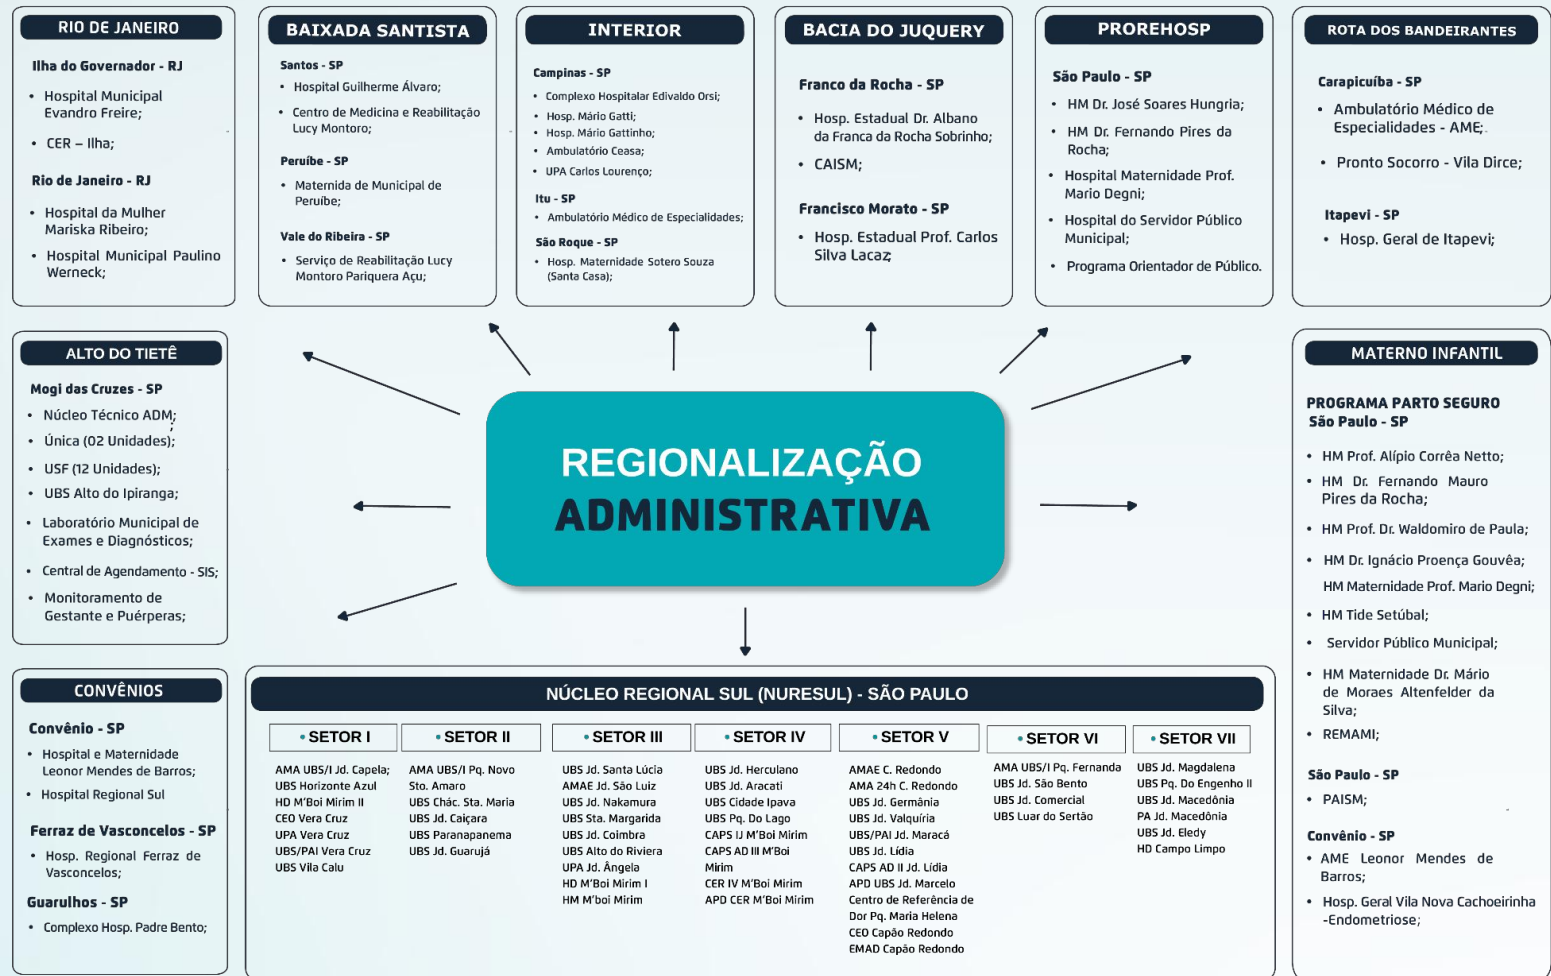 RIO DE JANEIRO
Ilha do Governador - RJ
• Hospital Municipal
Evandro Freire;
• CER – Ilha;
Rio de Janeiro - RJ
• Hospital da Mulher
Mariska Ribeiro;
• Hospital Municipal Paulino
Werneck;
BAIXADA SANTISTA
Santos - SP
• Hospital Guilherme Álvaro;
• Centro de Medicina e Reabilitação
Lucy Montoro;
Peruíbe - SP
• Maternida de Municipal de
Peruíbe;
Vale do Ribeira - SP
• Serviço de Reabilitação Lucy
Montoro Pariquera Açu;
INTERIOR
Campinas - SP
• Complexo Hospitalar Edivaldo Orsi;
• Hosp. Mário Gatti;
• Hosp. Mário Gattinho;
• Ambulatório Ceasa;
• UPA Carlos Lourenço;
Itu - SP
• Ambulatório Médico de Especialidades;
São Roque - SP
• Hosp. Maternidade Sotero Souza
(Santa Casa);
BACIA DO JUQUERY
Franco da Rocha - SP
• Hosp. Estadual Dr. Albano
da Franca da Rocha Sobrinho;
• CAISM;
Francisco Morato - SP
• Hosp. Estadual Prof. Carlos
Silva Lacaz;
PROREHOSP
São Paulo - SP
• HM Dr. José Soares Hungria;
• HM Dr. Fernando Pires da
Rocha;
• Hospital Maternidade Prof.
Mario Degni;
• Hospital do Servidor Público
Municipal;
• Programa Orientador de Público.
ROTA DOS BANDEIRANTES
Carapicuíba - SP
• Ambulatório Médico de
Especialidades - AME;
• Pronto Socorro - Vila Dirce;
Itapevi - SP
• Hosp. Geral de Itapevi;
ALTO DO TIETÊ
Mogi das Cruzes - SP
• Núcleo Técnico ADM;
;
• Única (02 Unidades);
• USF (12 Unidades);
• UBS Alto do Ipiranga;
• Laboratório Municipal de
Exames e Diagnósticos;
• Central de Agendamento - SIS;
• Monitoramento de
Gestante e Puérperas;
REGIONALIZAÇÃO
ADMINISTRATIVA
MATERNO INFANTIL
PROGRAMA PARTO SEGURO
São Paulo - SP
• HM Prof. Alípio Corrêa Netto;
• HM Dr. Fernando Mauro
Pires da Rocha;
• HM Prof. Dr. Waldomiro de Paula;
• HM Dr. Ignácio Proença Gouvêa;
HM Maternidade Prof. Mario Degni;
• HM Tide Setúbal;
• Servidor Público Municipal;
• HM Maternidade Dr. Mário
de Moraes Altenfelder da
Silva;
• REMAMI;
São Paulo - SP
• PAISM;
Convênio - SP
• AME Leonor Mendes de
Barros;
• Hosp. Geral Vila Nova Cachoeirinha
-Endometriose;
CONVÊNIOS
Convênio - SP
• Hospital e Maternidade
Leonor Mendes de Barros;
• Hospital Regional Sul
Ferraz de Vasconcelos - SP
• Hosp. Regional Ferraz de
Vasconcelos;
Guarulhos - SP
• Complexo Hosp. Padre Bento;
NÚCLEO REGIONAL SUL (NURESUL) - SÃO PAULO
• SETOR I
AMA UBS/I Jd. Capela;
UBS Horizonte Azul
HD M'Boi Mirim II
CEO Vera Cruz
UPA Vera Cruz
UBS/PAI Vera Cruz
UBS Vila Calu
• SETOR II
AMA UBS/I Pq. Novo
Sto. Amaro
UBS Chác. Sta. Maria
UBS Jd. Caiçara
UBS Paranapanema
UBS Jd. Guarujá
• SETOR III
UBS Jd. Santa Lúcia
AMAE Jd. São Luiz
UBS Jd. Nakamura
UBS Sta. Margarida
UBS Jd. Coimbra
UBS Alto do Riviera
UPA Jd. Ângela
HD M'Boi Mirim I
HM M'boi Mirim
• SETOR IV
UBS Jd. Herculano
UBS Jd. Aracati
UBS Cidade Ipava
UBS Pq. Do Lago
CAPS IJ M'Boi Mirim
CAPS AD III M'Boi
Mirim
CER IV M'Boi Mirim
APD CER M'Boi Mirim
• SETOR V
AMAE C. Redondo
AMA 24h C. Redondo
UBS Jd. Germânia
UBS Jd. Valquíria
UBS/PAI Jd. Maracá
UBS Jd. Lídia
CAPS AD II Jd. Lídia
APD UBS Jd. Marcelo
Centro de Referência de
Dor Pq. Maria Helena
CEO Capão Redondo
EMAD Capão Redondo
• SETOR VI
AMA UBS/I Pq. Fernanda
UBS Jd. São Bento
UBS Jd. Comercial
UBS Luar do Sertão
• SETOR VII
UBS Jd. Magdalena
UBS Pq. Do Engenho II
UBS Jd. Macedônia
PA Jd. Macedônia
UBS Jd. Eledy
HD Campo Limpo